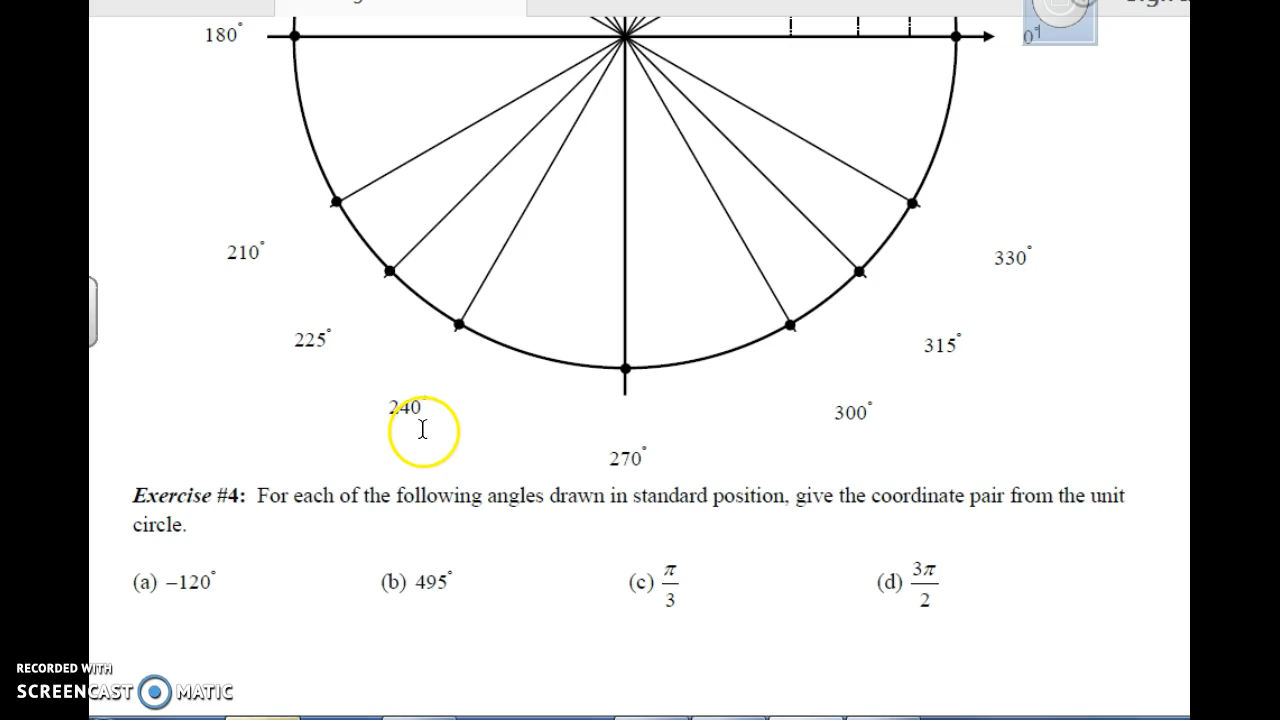 180°
0°
210°
330°
225°
315°
240°
300°
270°
Exercise #4: For each of the following angles drawn in standard position, give the coordinate pair from the unit
circle.
(a) −120° (b) 495° (c) π/3 (d) 3π/2
RECORDED WITH
SCREENCAST MATIC